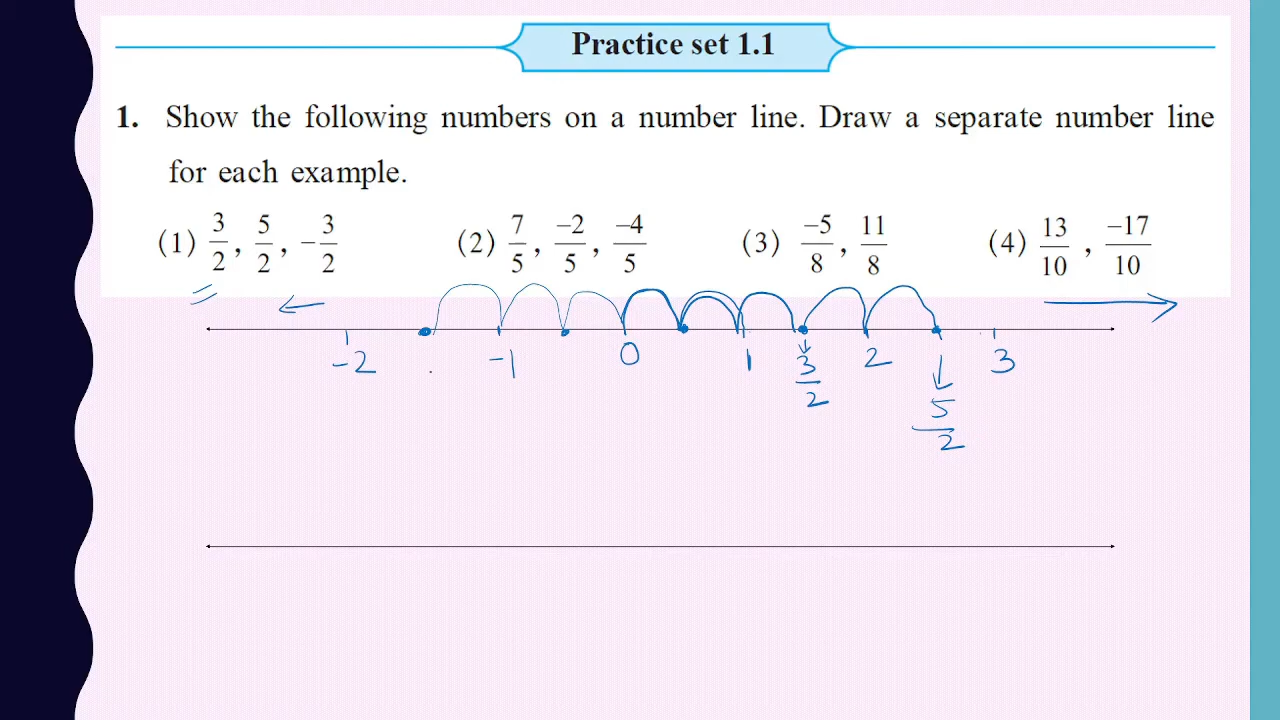 Practice set 1.1
1. Show the following numbers on a number line. Draw a separate number line
for each example.
(1) 3/2, 5/2, -3/2 (2) 7/5, -2/5, -4/5 (3) -5/8, 11/8 (4) 13/10, -17/10
-2 -1 0 1 3/2 2 5/2 3